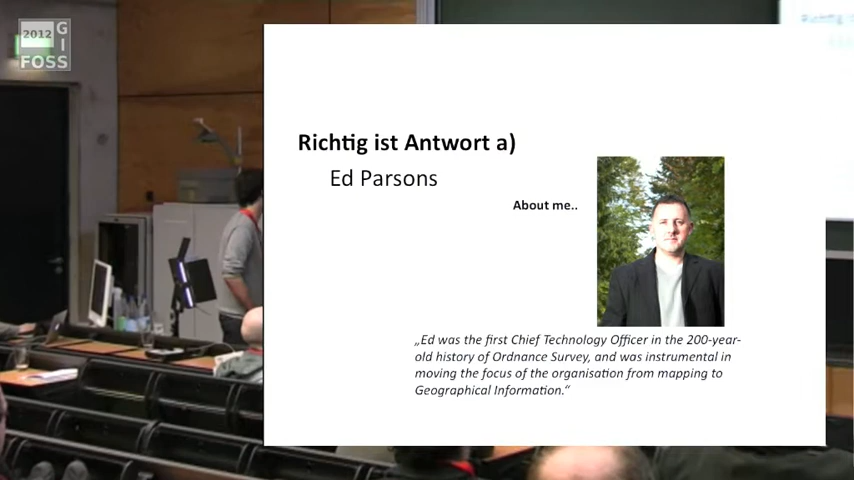 2012
G
I
FOSS
Richtig ist Antwort a)
Ed Parsons
About me..
„Ed was the first Chief Technology Officer in the 200-year-
old history of Ordnance Survey, and was instrumental in
moving the focus of the organisation from mapping to
Geographical Information.“